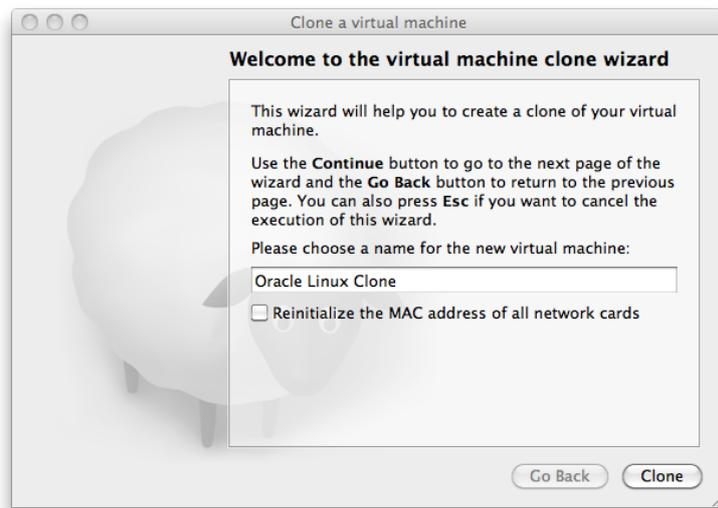 Clone a virtual machine
Welcome to the virtual machine clone wizard
This wizard will help you to create a clone of your virtual
machine.
Use the Continue button to go to the next page of the
wizard and the Go Back button to return to the previous
page. You can also press Esc if you want to cancel the
execution of this wizard.
Please choose a name for the new virtual machine:
Oracle Linux Clone
Reinitialize the MAC address of all network cards
Go Back
Clone